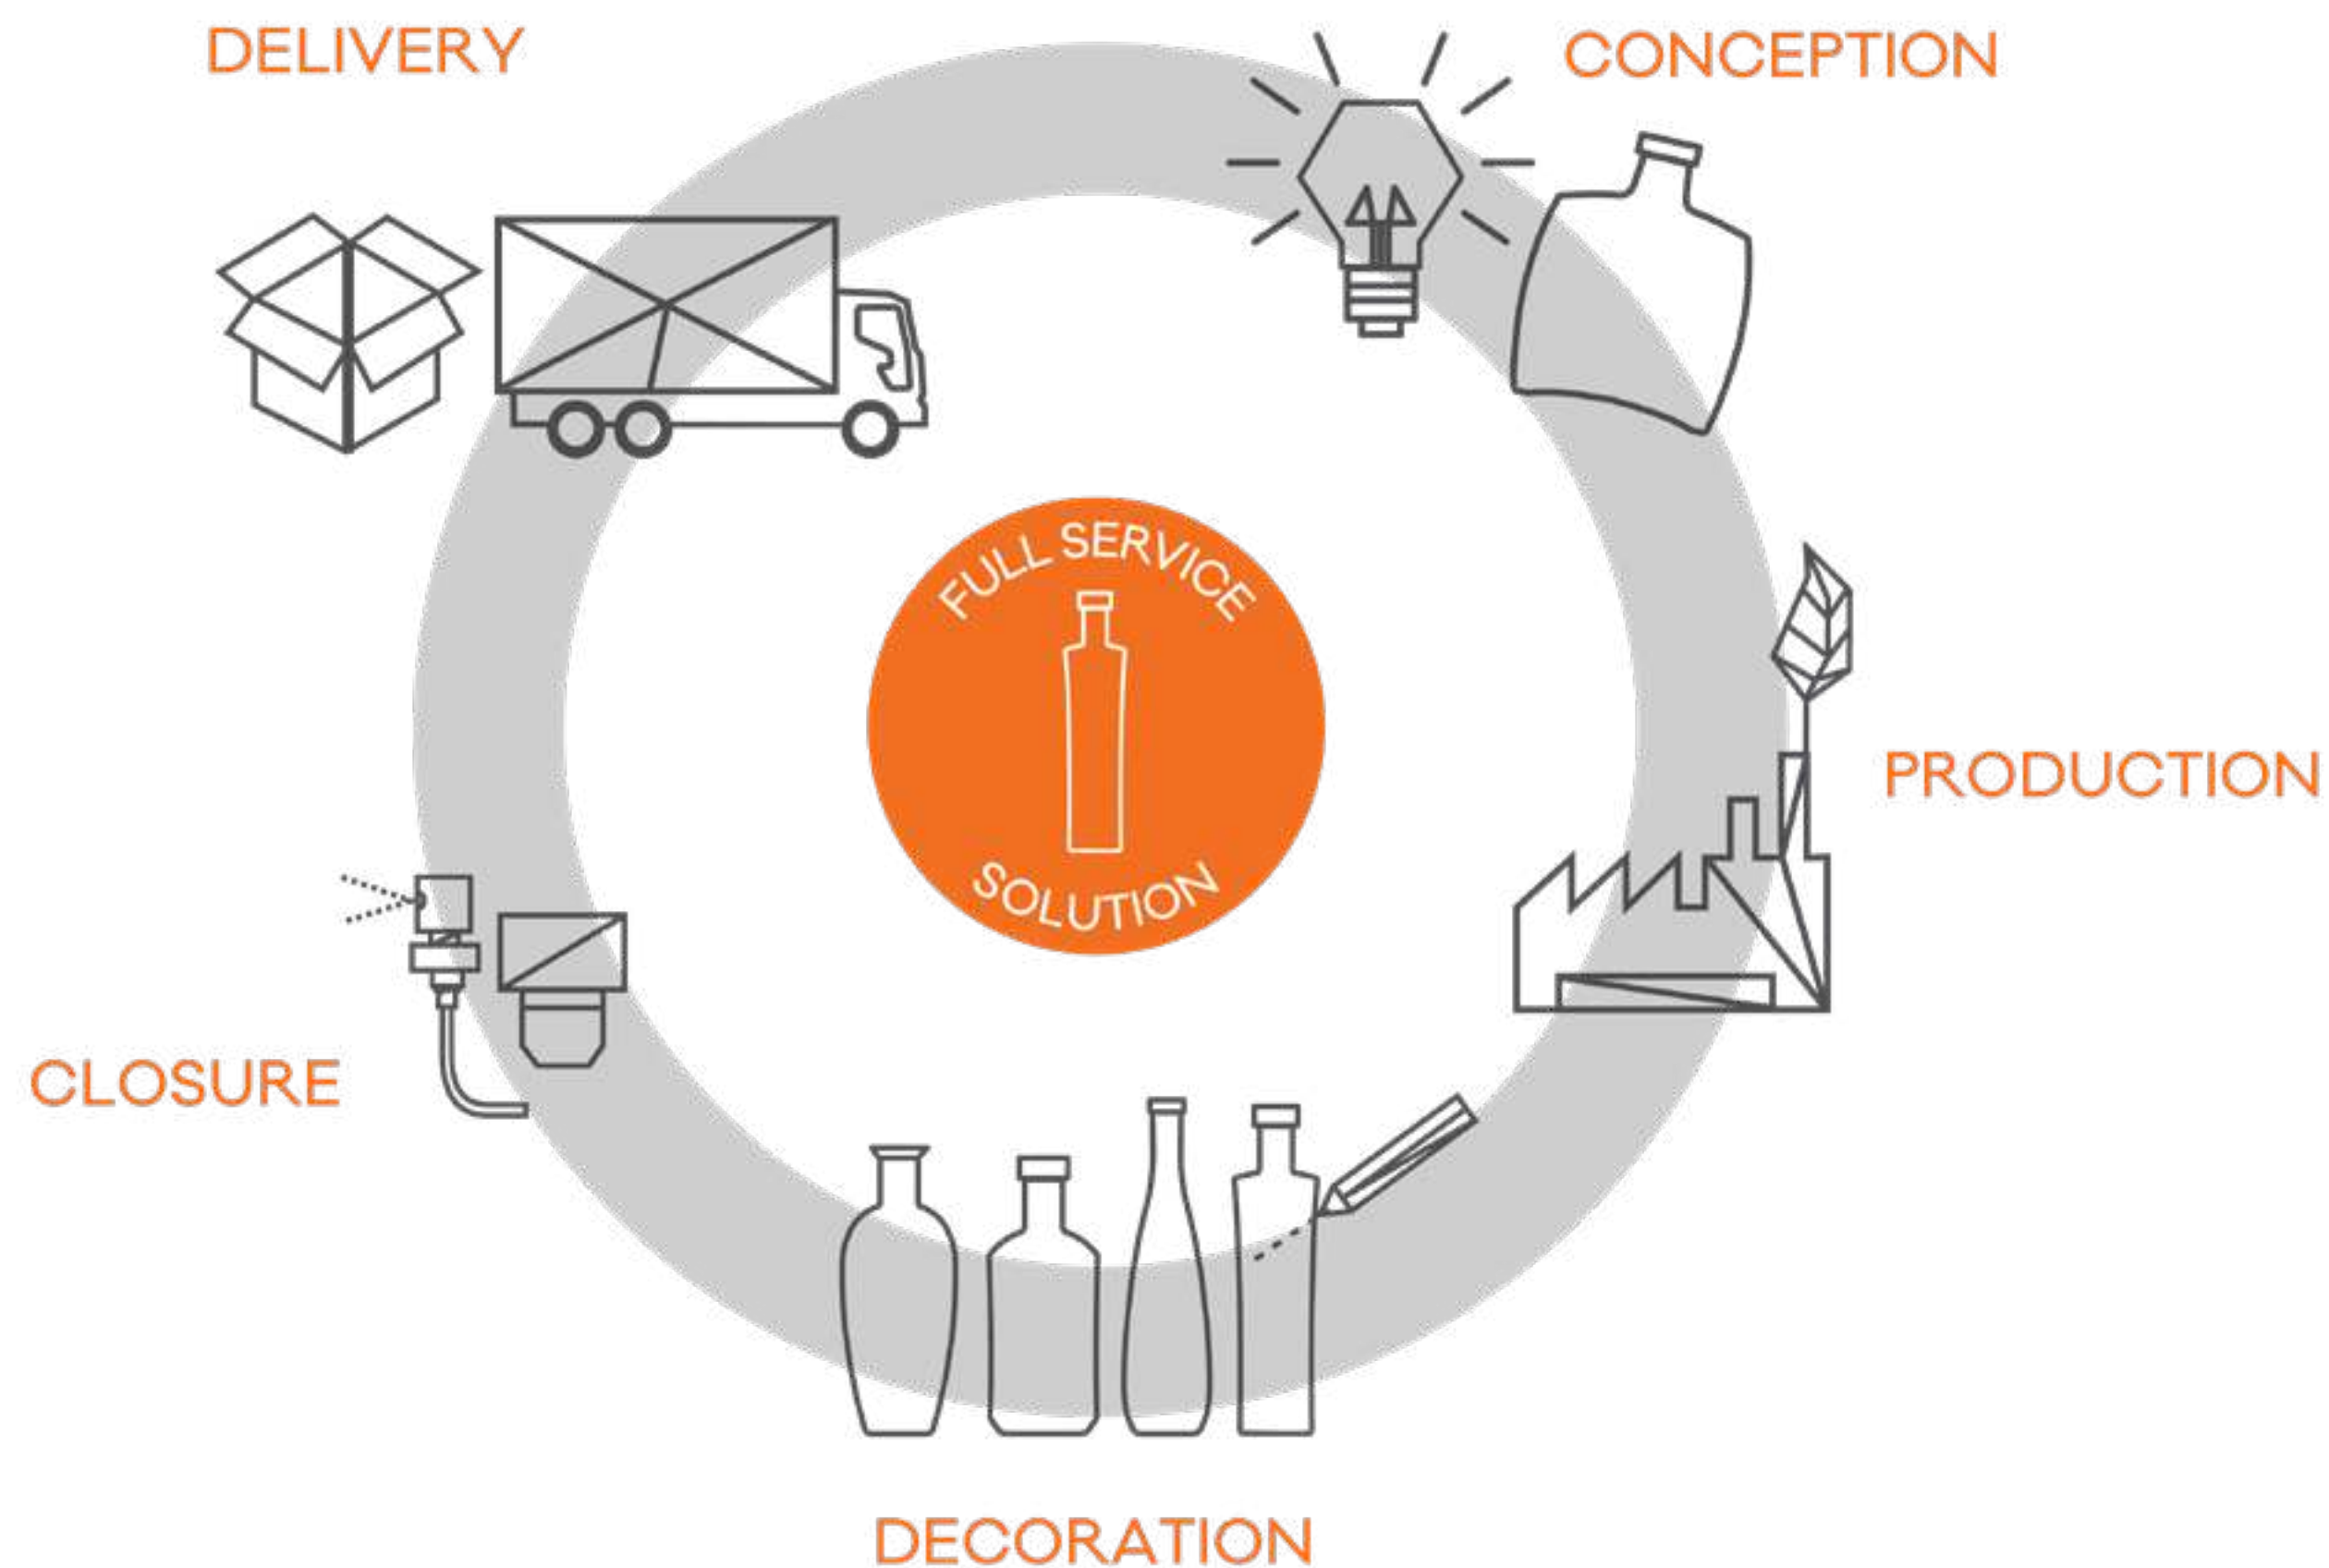 DELIVERY
CONCEPTION
FULL SERVICE
SOLUTION
PRODUCTION
CLOSURE
DECORATION